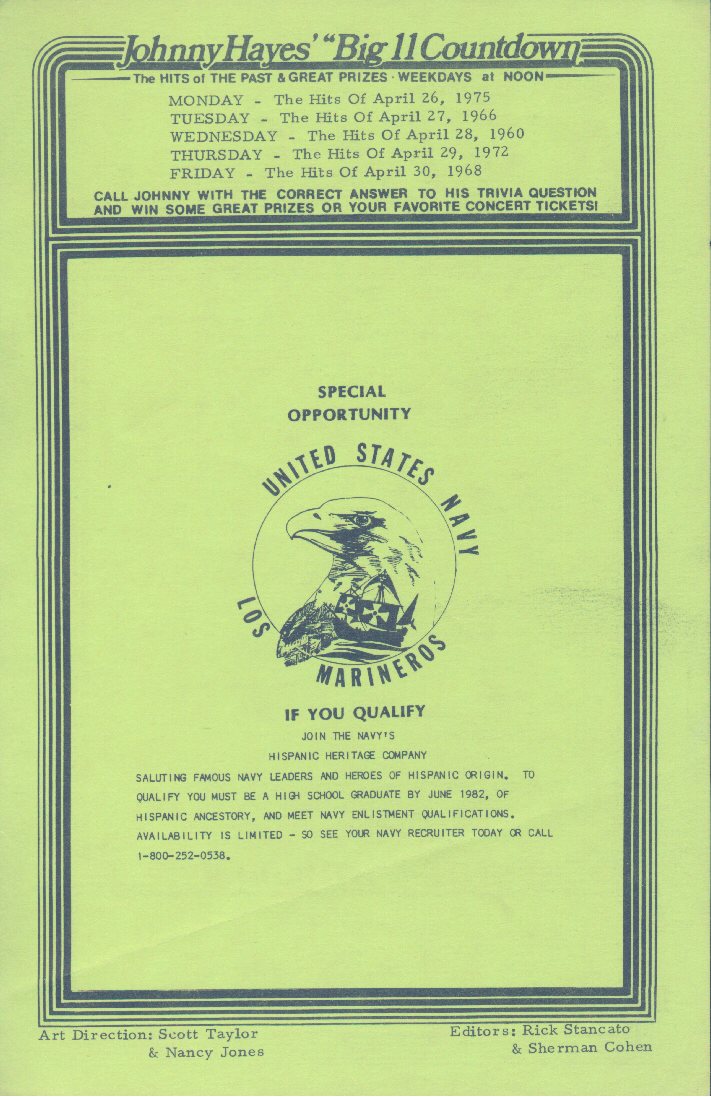 Johnny Hayes' "Big 11 Countdown
The HITS of THE PAST & GREAT PRIZES · WEEKDAYS at NOON
MONDAY - The Hits Of April 26, 1975
TUESDAY - The Hits Of April 27, 1966
WEDNESDAY - The Hits Of April 28, 1960
THURSDAY - The Hits Of April 29, 1972
FRIDAY - The Hits Of April 30, 1968
CALL JOHNNY WITH THE CORRECT ANSWER TO HIS TRIVIA QUESTION
AND WIN SOME GREAT PRIZES OR YOUR FAVORITE CONCERT TICKETS!
SPECIAL
OPPORTUNITY
UNITED STATES NAVY
LOS MARINEROS
IF YOU QUALIFY
JOIN THE NAVY'S
HISPANIC HERITAGE COMPANY
SALUTING FAMOUS NAVY LEADERS AND HEROES OF HISPANIC ORIGIN. TO
QUALIFY YOU MUST BE A HIGH SCHOOL GRADUATE BY JUNE 1982, OF
HISPANIC ANCESTORY, AND MEET NAVY ENLISTMENT QUALIFICATIONS.
AVAILABILITY IS LIMITED - SO SEE YOUR NAVY RECRUITER TODAY OR CALL
1-800-252-0538.
Art Direction: Scott Taylor
& Nancy Jones
Editors: Rick Stancato
& Sherman Cohen